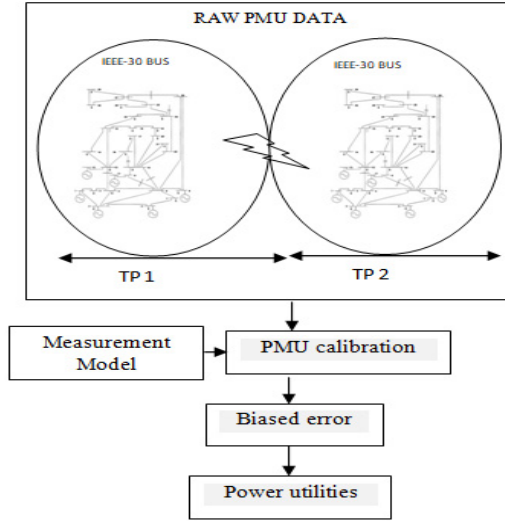 RAW PMU DATA
IEEE-30 BUS
IEEE-30 BUS
TP 1
TP 2
Measurement
Model
PMU calibration
Biased error
Power utilities